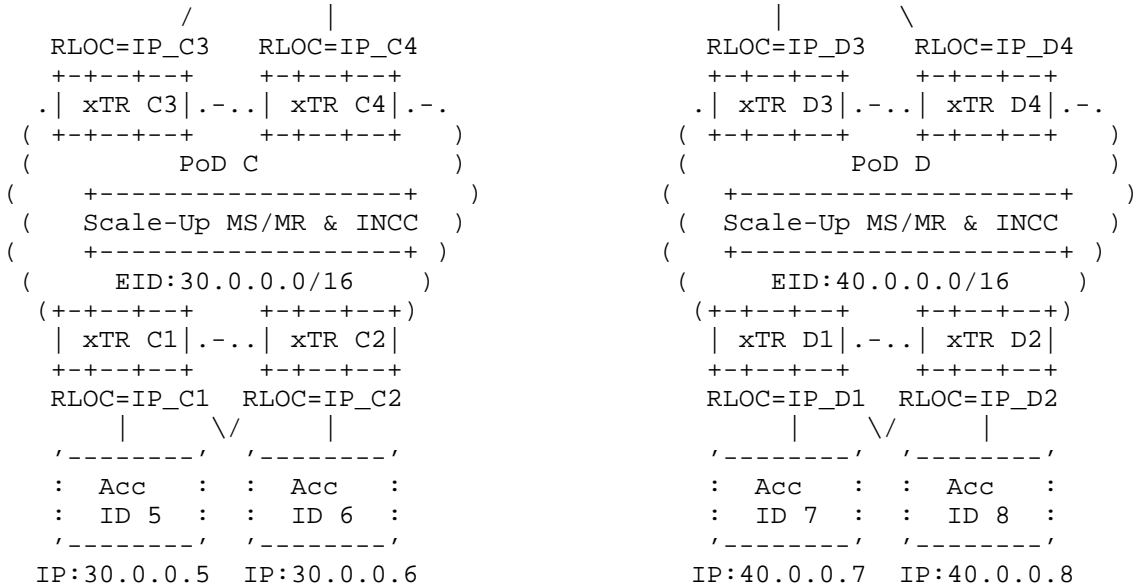 /         |                                 |        \
   RLOC=IP_C3   RLOC=IP_C4                        RLOC=IP_D3   RLOC=IP_D4
   +-+--+--+    +-+--+--+                         +-+--+--+    +-+--+--+
  .| xTR C3|.-..| xTR C4|.-.                     .| xTR D3|.-..| xTR D4|.-.
 ( +-+--+--+    +-+--+--+   )                   ( +-+--+--+    +-+--+--+   )
 (         PoD C            )                   (          PoD D           )
(    +-------------------+   )                 (   +-------------------+    )
 (   Scale-Up MS/MR & INCC  )                   (  Scale-Up MS/MR & INCC   )
(    +-------------------+ )                   (   +-------------------+  )
 (     EID:30.0.0.0/16    )                     (     EID:40.0.0.0/16     )
  (+-+--+--+    +-+--+--+)                       (+-+--+--+    +-+--+--+)
   | xTR C1|.-..| xTR C2|                         | xTR D1|.-..| xTR D2|
   +-+--+--+    +-+--+--+                         +-+--+--+    +-+--+--+
   RLOC=IP_C1  RLOC=IP_C2                         RLOC=IP_D1  RLOC=IP_D2
       |     \/     |                                 |    \/     |
   '--------'  '--------'                         '--------'  '--------'
   :  Acc   :  :  Acc   :                         :  Acc   :  :  Acc   :
   :  ID 5  :  :  ID 6  :                         :  ID 7  :  :  ID 8  :
   '--------'  '--------'                         '--------'  '--------'
  IP:30.0.0.5  IP:30.0.0.6                       IP:40.0.0.7  IP:40.0.0.8